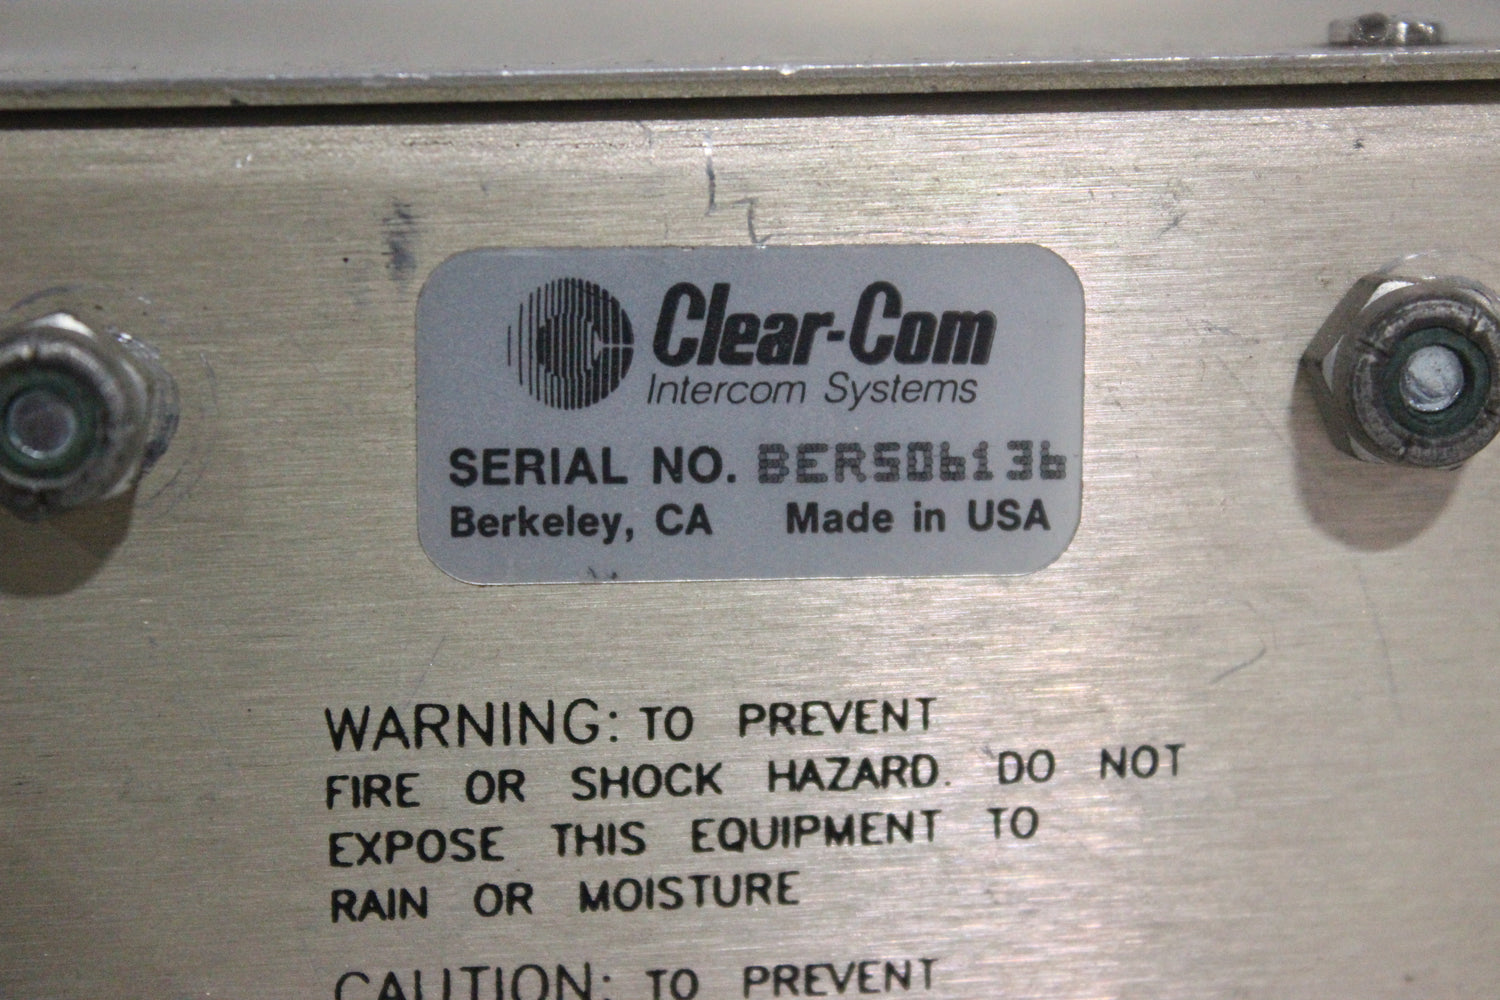 Clear-Com
Intercom Systems
SERIAL NO. BER506136
Berkeley, CA Made in USA
WARNING: TO PREVENT
FIRE OR SHOCK HAZARD. DO NOT
EXPOSE THIS EQUIPMENT TO
RAIN OR MOISTURE
CAUTION: TO PREVENT